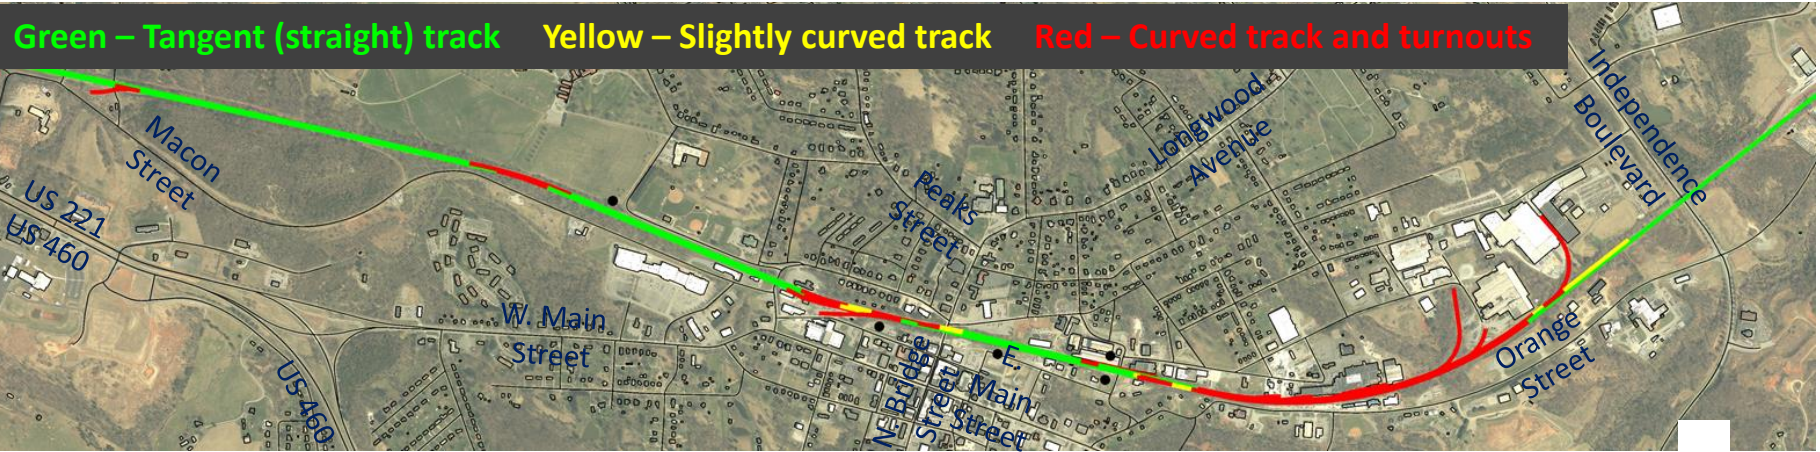 Green – Tangent (straight) track Yellow – Slightly curved track Red – Curved track and turnouts
Independence
Boulevard
Longwood
Avenue
Macon
Street
Peaks
Street
US 221
US 460
W. Main
Street
US 460
N. Bridge
Street
E.
Main
Street
Orange
Street